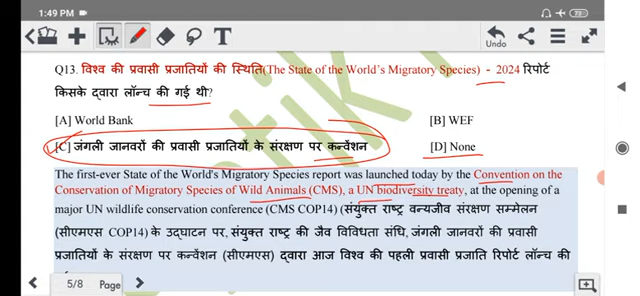 1:49 PM
73
Undo
Q13. विश्व की प्रवासी प्रजातियों की स्थिति(The State of the World's Migratory Species) - 2024 रिपोर्ट
किसके द्वारा लॉन्च की गई थी?
[A] World Bank [B] WEF
[C] जंगली जानवरों की प्रवासी प्रजातियों के संरक्षण पर कन्वेंशन [D] None
The first-ever State of the World's Migratory Species report was launched today by the Convention on the
Conservation of Migratory Species of Wild Animals (CMS), a UN biodiversity treaty, at the opening of a
major UN wildlife conservation conference (CMS COP14) (संयुक्त राष्ट्र वन्यजीव संरक्षण सम्मेलन
(सीएमएस COP14) के उद्घाटन पर, संयुक्त राष्ट्र की जैव विविधता संधि, जंगली जानवरों की प्रवासी
प्रजातियों के संरक्षण पर कन्वेंशन (सीएमएस) द्वारा आज विश्व की पहली प्रवासी प्रजाति रिपोर्ट लॉन्च की
5/8 Page